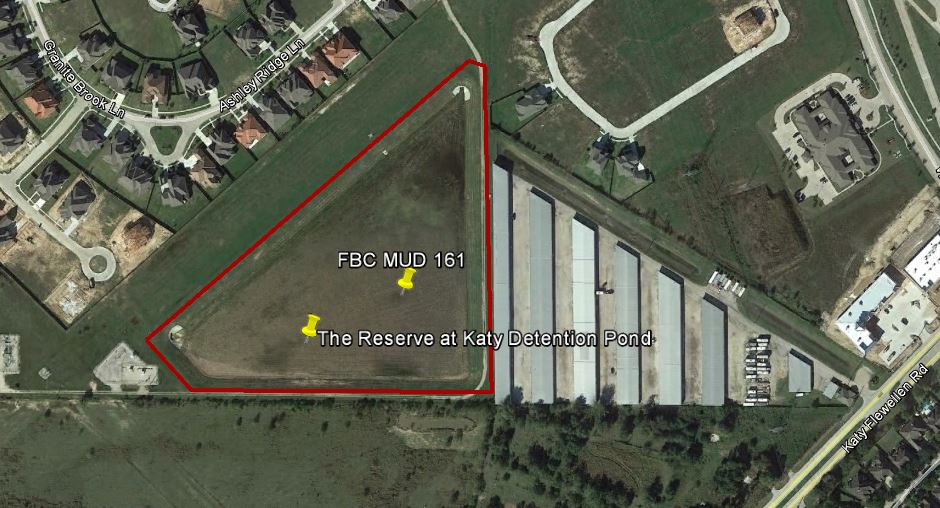 Granite Brook Ln
Ashley Ridge Ln
FBC MUD 161
The Reserve at Katy Detention Pond
Katy Flewellen Rd